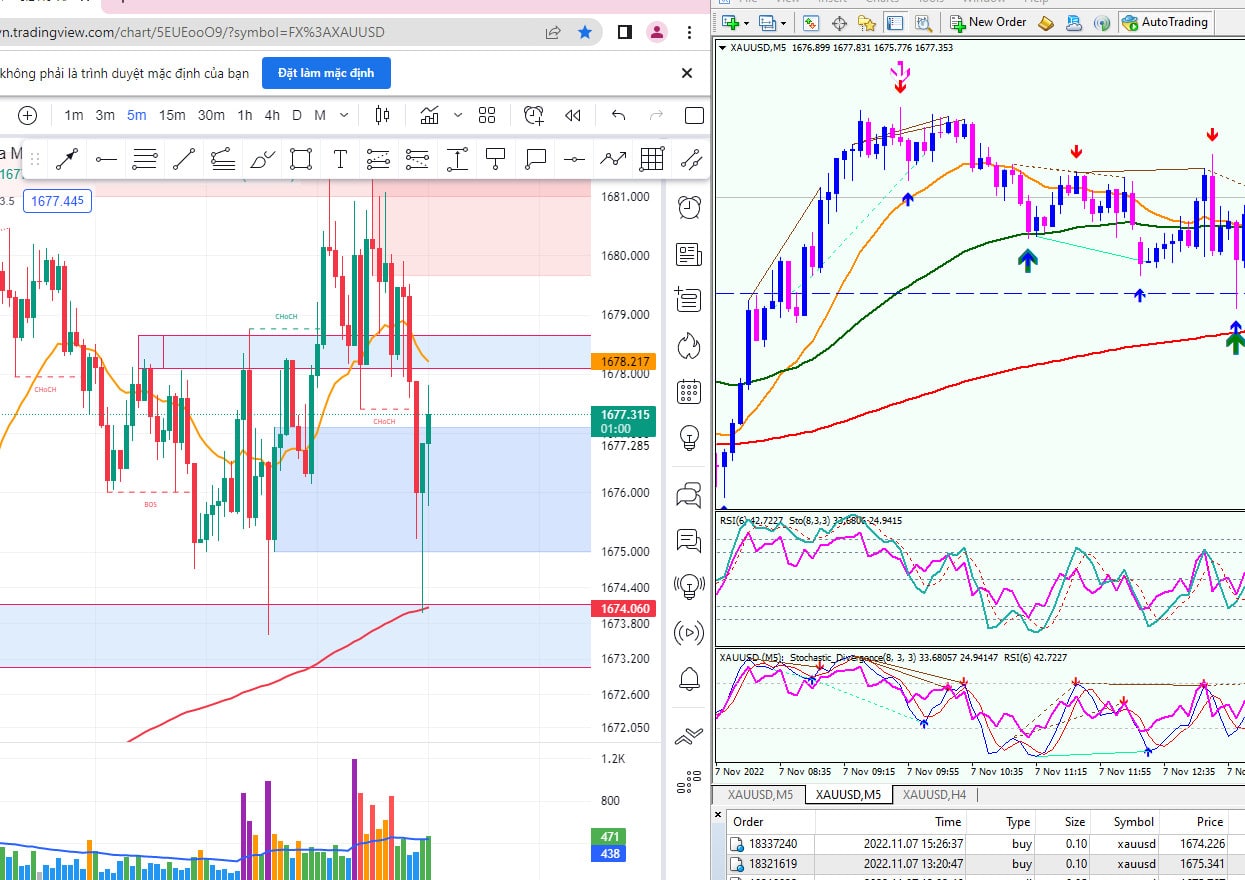 vn.tradingview.com/chart/5EUEooO9/?symbol=FX%3AXAUUSD
không phải là trình duyệt mặc định của bạn
Đặt làm mặc định
1m 3m 5m 15m 30m 1h 4h D M
a M
T
167
3.5
1677.445
CHoCH
BOS
CHoCH
CHoCH
1681.000
1680.000
1679.000
1678.217
1678.000
1677.315
01:00
1677.285
1676.000
1675.000
1674.400
1674.060
1673.800
1673.200
1672.600
1672.050
1.2K
800
471
438
New Order
AutoTrading
XAUUSD,M5 1676.899 1677.831 1675.776 1677.353
RSI(6) 42.7227 Sto(8,3,3) 33.6806 24.9415
XAUUSD (M5): Stochastic_Divergence(8, 3, 3) 33.68057 24.94147 RSI(6) 42.7227
7 Nov 2022 7 Nov 08:35 7 Nov 09:15 7 Nov 09:55 7 Nov 10:35 7 Nov 11:15 7 Nov 11:55 7 Nov 12:35
XAUUSD,M5 XAUUSD,M5 XAUUSD,H4
Order Time Type Size Symbol Price
18337240 2022.11.07 15:26:37 buy 0.10 xauusd 1674.226
18321619 2022.11.07 13:20:47 buy 0.10 xauusd 1675.341